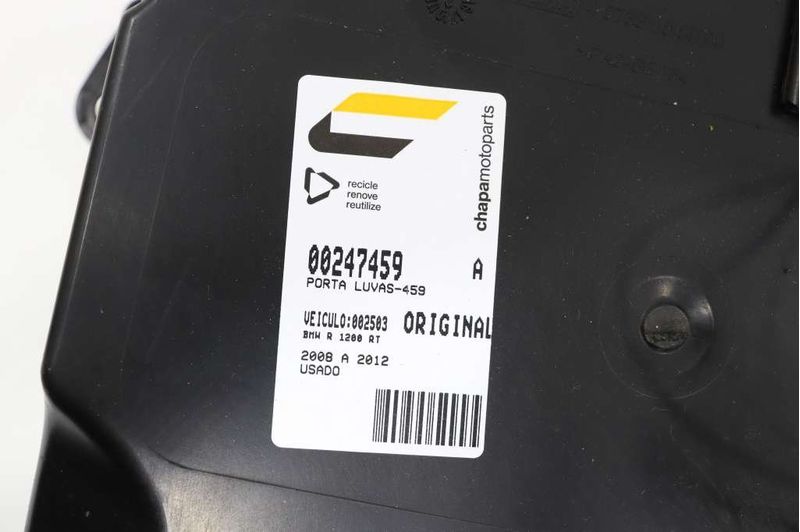 chapamotoparts
recicle
renove
reutilize
00247459 A
PORTA LUVAS-459
VEICULO:002503 ORIGINAL
BMW R 1200 RT
2008 A 2012
USADO